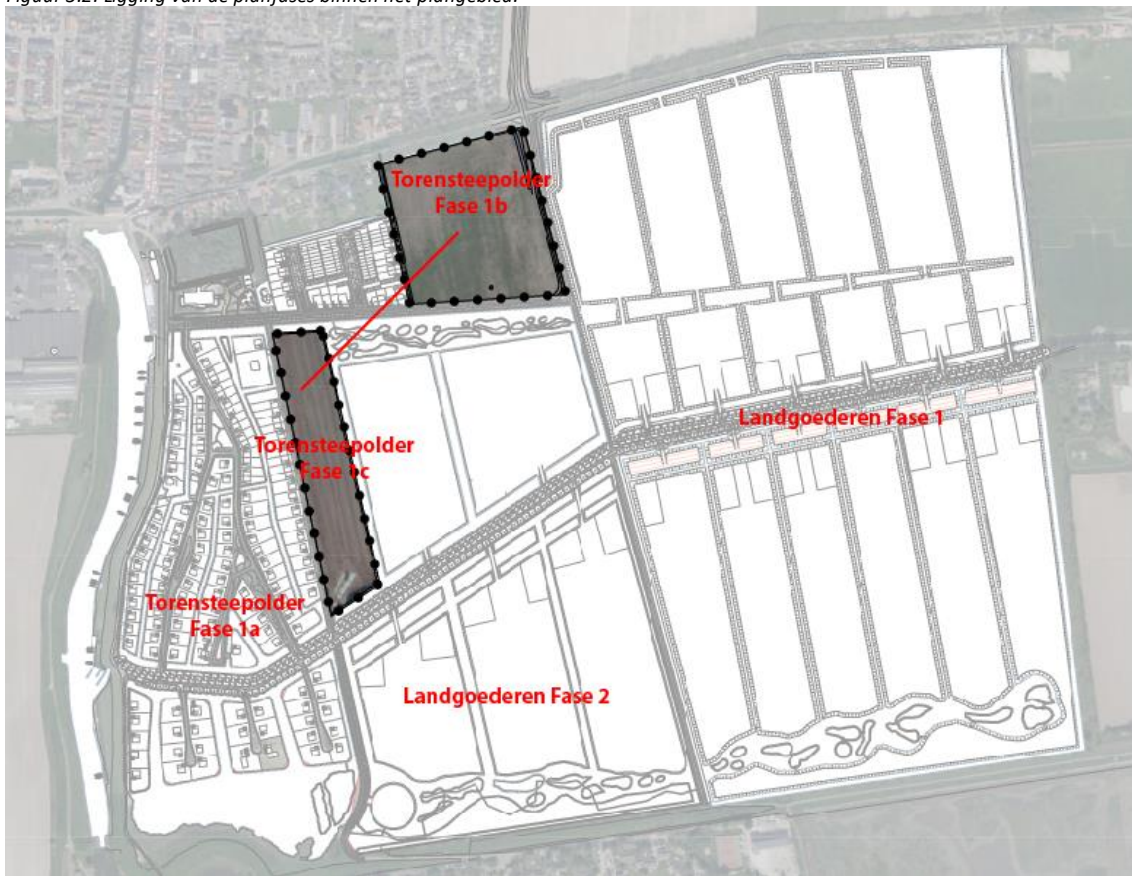 Figuur 3.2: Ligging van de planfases binnen het plangebied.
Torensteepolder
Fase 1b
Torensteepolder
Fase 1c
Landgoederen Fase 1
Torensteepolder
Fase 1a
Landgoederen Fase 2